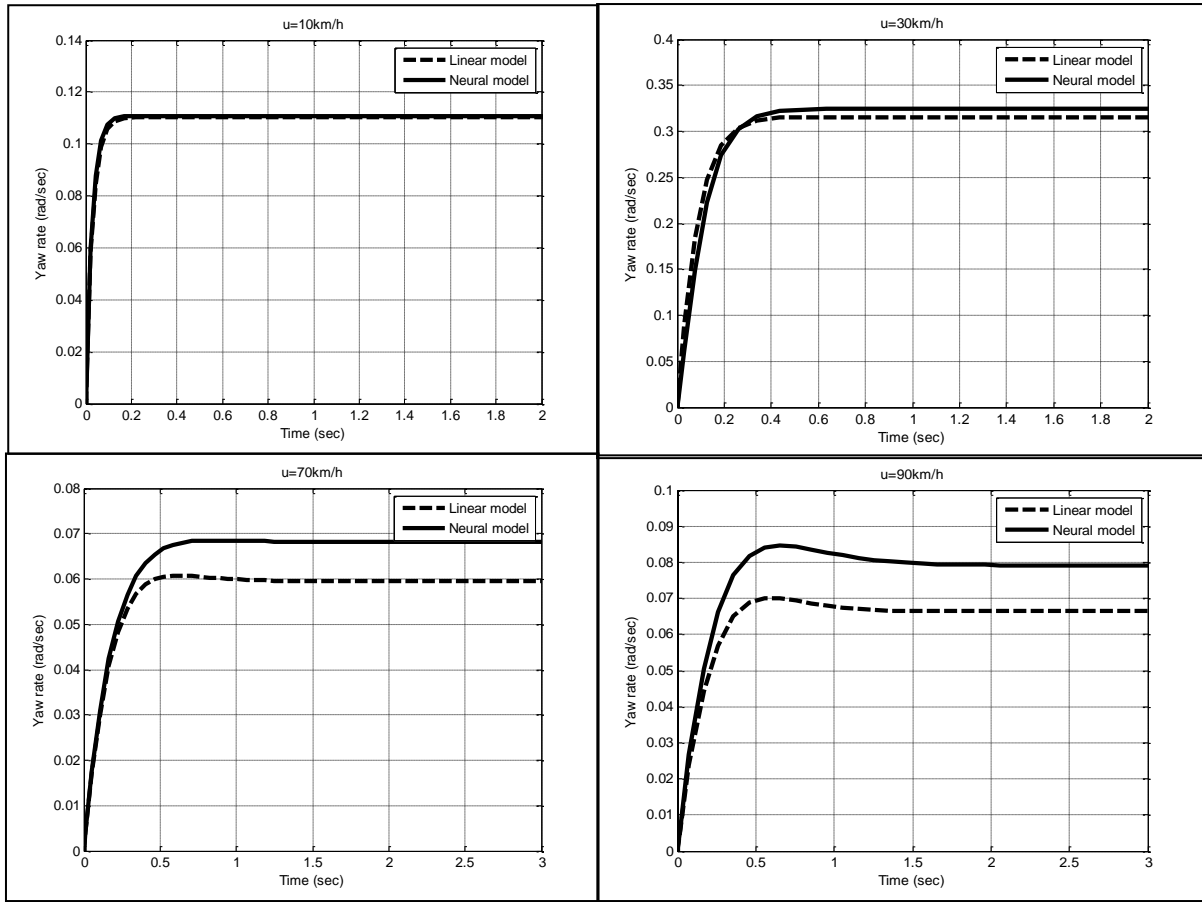 u=10km/h
0.14
0.12
0.1
0.08
0.06
0.04
0.02
0
Yaw rate (rad/sec)
Linear model
Neural model
0 0.2 0.4 0.6 0.8 1 1.2 1.4 1.6 1.8 2
Time (sec)
u=30km/h
0.4
0.35
0.3
0.25
0.2
0.15
0.1
0.05
0
Yaw rate (rad/sec)
Linear model
Neural model
0 0.2 0.4 0.6 0.8 1 1.2 1.4 1.6 1.8 2
Time (sec)
u=70km/h
0.08
0.07
0.06
0.05
0.04
0.03
0.02
0.01
0
Yaw rate (rad/sec)
Linear model
Neural model
0 0.5 1 1.5 2 2.5 3
Time (sec)
u=90km/h
0.1
0.09
0.08
0.07
0.06
0.05
0.04
0.03
0.02
0.01
0
Yaw rate (rad/sec)
Linear model
Neural model
0 0.5 1 1.5 2 2.5 3
Time (sec)